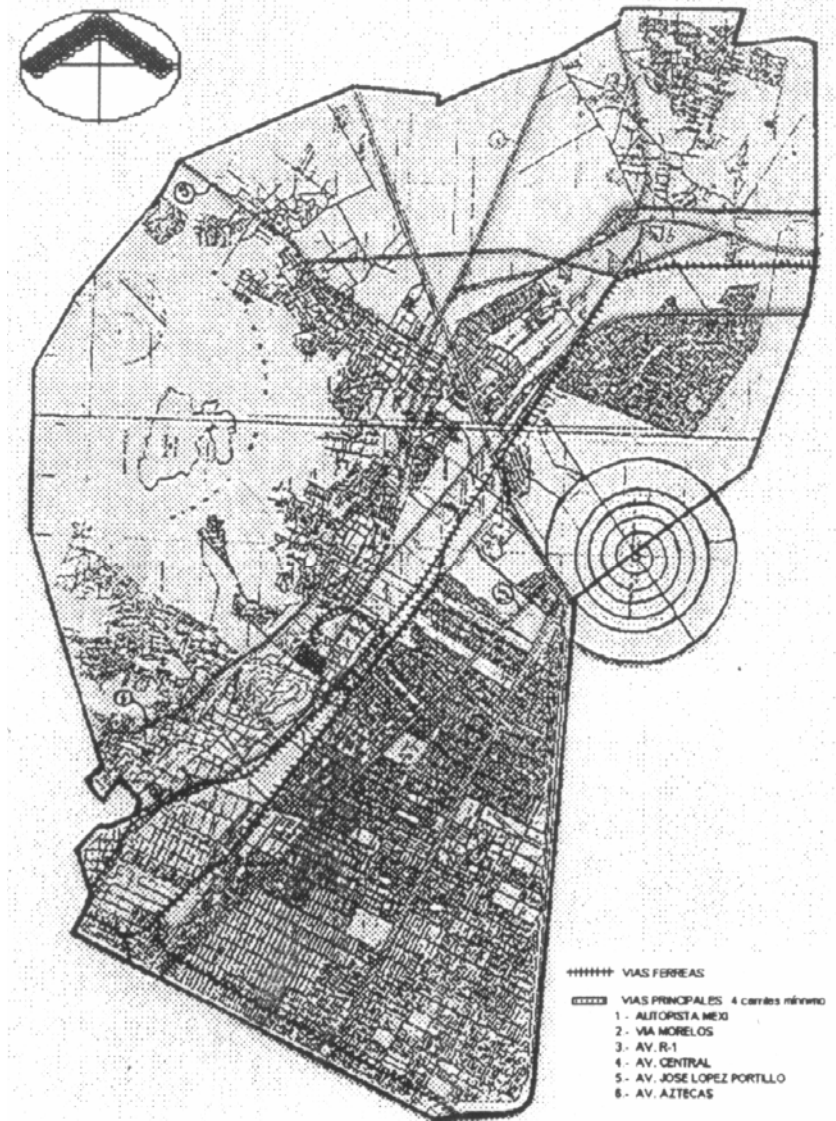 VIAS FERREAS
VIAS PRINCIPALES 4 carriles mínimo
1 - AUTOPISTA MEXI
2 - VIA MORELOS
3.- AV. R-1
4 - AV. CENTRAL
5.- AV. JOSE LOPEZ PORTILLO
6.- AV. AZTECAS